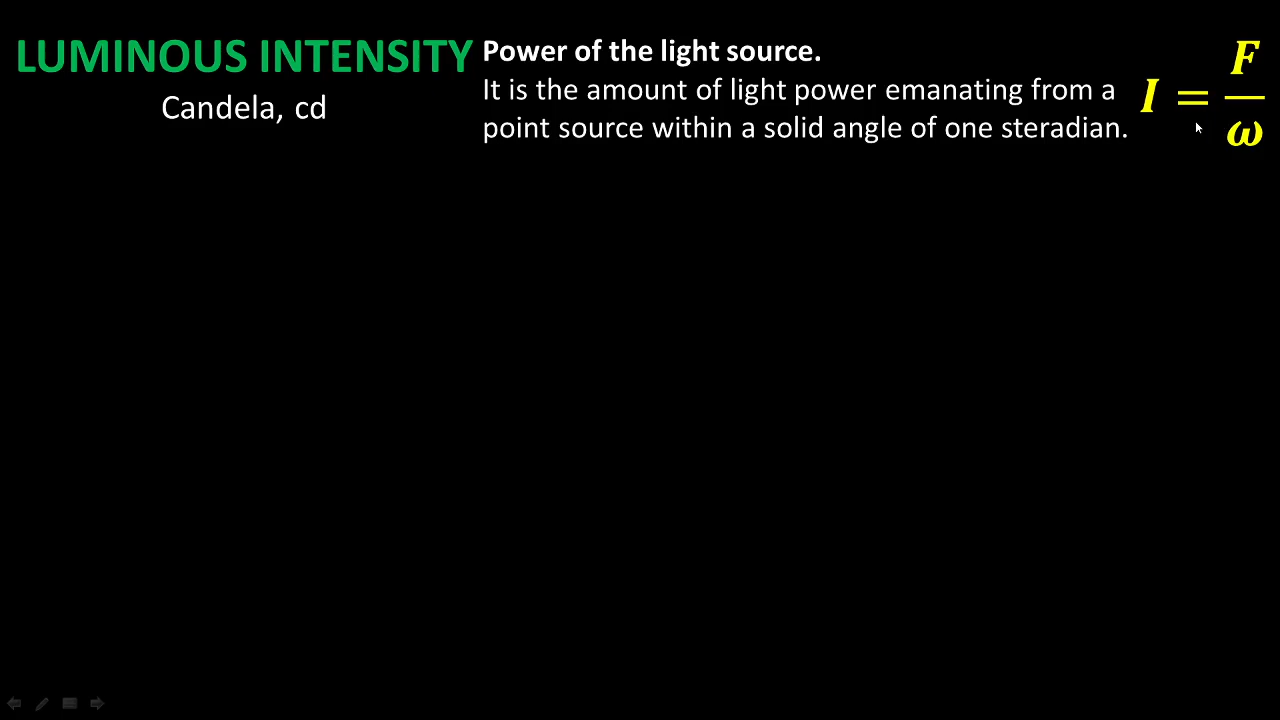 LUMINOUS INTENSITY
Candela, cd
Power of the light source.
It is the amount of light power emanating from a
point source within a solid angle of one steradian.
I = F/ω